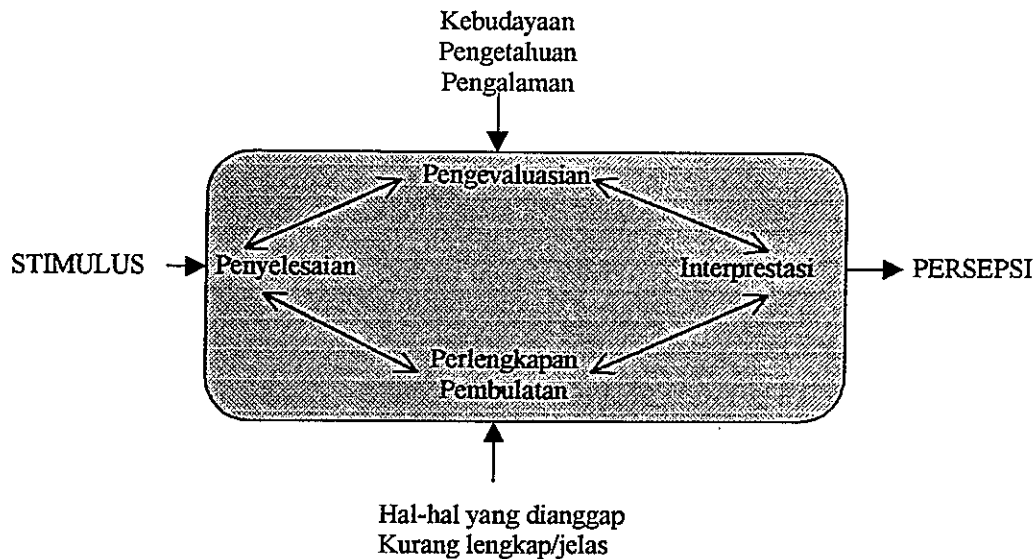 Kebudayaan
Pengetahuan
Pengalaman
Pengevaluasian
STIMULUS
Penyelesaian
Interprestasi
PERSEPSI
Perlengkapan
Pembulatan
Hal-hal yang dianggap
Kurang lengkap/jelas